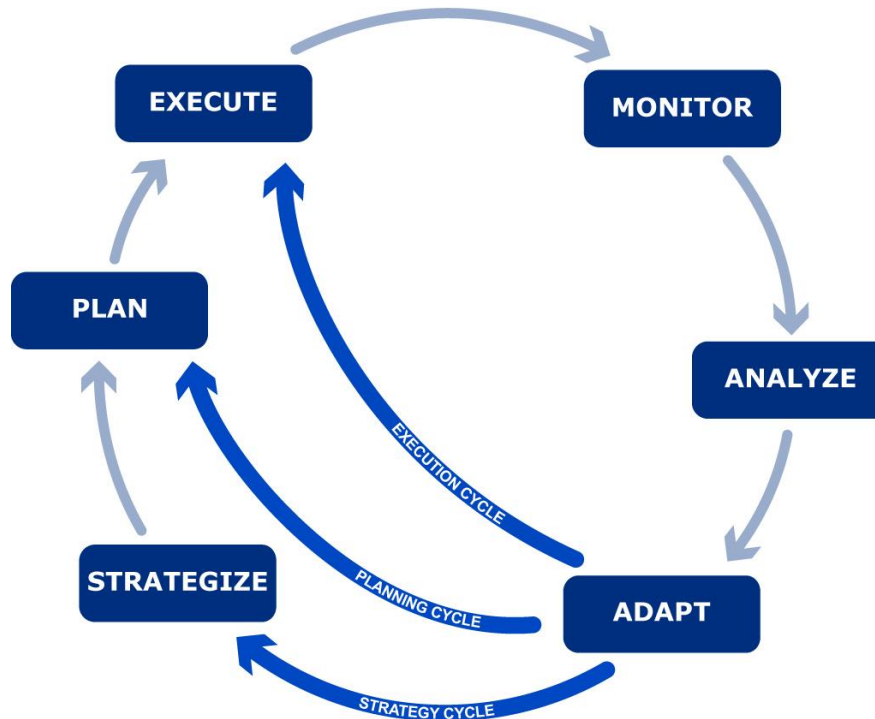 EXECUTE
MONITOR
PLAN
ANALYZE
EXECUTION CYCLE
PLANNING CYCLE
STRATEGIZE
ADAPT
STRATEGY CYCLE